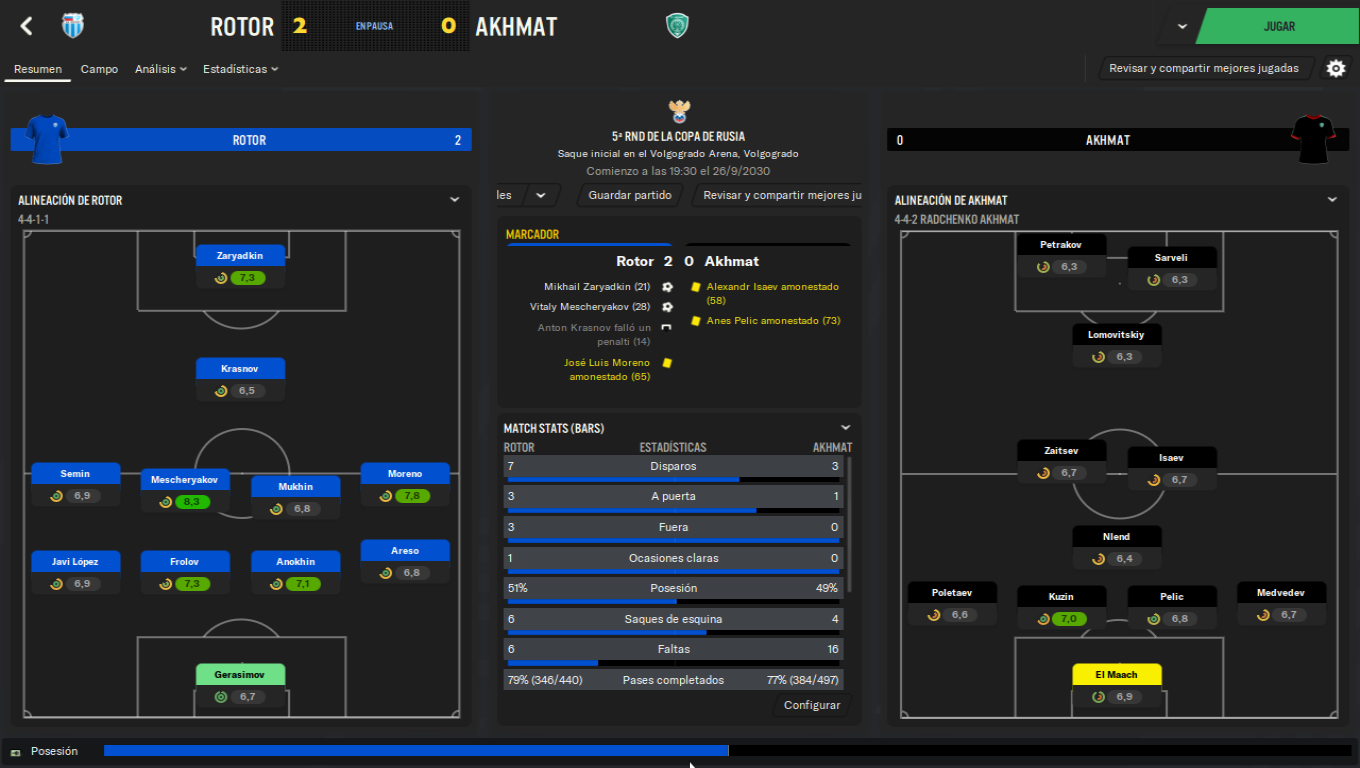 ROTOR 2 EN PAUSA 0 AKHMAT
JUGAR
Resumen Campo Análisis Estadísticas
Revisar y compartir mejores jugadas
ROTOR 2
5ª RND DE LA COPA DE RUSIA
Saque inicial en el Volgogrado Arena, Volgogrado
Comienzo a las 19:30 el 26/9/2030
0 AKHMAT
les
Guardar partido
Revisar y compartir mejores ju
ALINEACIÓN DE ROTOR
4-4-1-1
Zaryadkin
7,3
Krasnov
6,5
Semin
6,9
Mescheryakov
8,3
Mukhin
6,8
Moreno
7,8
Javi López
6,9
Frolov
7,3
Anokhin
7,1
Areso
6,8
Gerasimov
6,7
MARCADOR
Rotor 2 0 Akhmat
Mikhail Zaryadkin (21)
Vitaly Mescheryakov (28)
Anton Krasnov falló un
penalti (14)
José Luis Moreno
amonestado (65)
Alexandr Isaev amonestado
(58)
Anes Pelic amonestado (73)
MATCH STATS (BARS)
ROTOR ESTADÍSTICAS AKHMAT
7 Disparos 3
3 A puerta 1
3 Fuera 0
1 Ocasiones claras 0
51% Posesión 49%
6 Saques de esquina 4
6 Faltas 16
79% (346/440) Pases completados 77% (384/497)
Configurar
ALINEACIÓN DE AKHMAT
4-4-2 RADCHENKO AKHMAT
Petrakov
6,3
Sarveli
6,3
Lomovitskiy
6,3
Zaitsev
6,7
Isaev
6,7
Nlend
6,4
Poletaev
6,6
Kuzin
7,0
Pelic
6,8
Medvedev
6,7
El Maach
6,9
Posesión